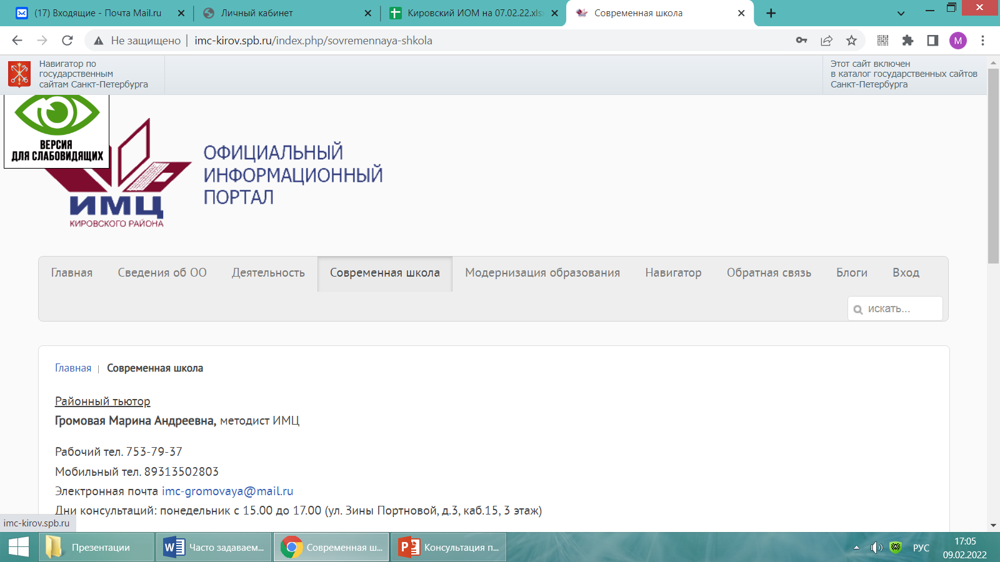 (17) Входящие - Почта Mail.ru
Личный кабинет
Кировский ИОМ на 07.02.22.xls
Современная школа
Не защищено
imc-kirov.spb.ru/index.php/sovremennaya-shkola
M
Навигатор по
государственным
сайтам Санкт-Петербурга
Этот сайт включен
в каталог государственных сайтов
Санкт-Петербурга
ВЕРСИЯ
ДЛЯ СЛАБОВИДЯЩИХ
ИМЦ
КИРОВСКОГО РАЙОНА
ОФИЦИАЛЬНЫЙ
ИНФОРМАЦИОННЫЙ
ПОРТАЛ
Главная Сведения об ОО Деятельность Современная школа Модернизация образования Навигатор Обратная связь Блоги Вход
искать...
Главная | Современная школа
Районный тьютор
Громовая Марина Андреевна, методист ИМЦ
Рабочий тел. 753-79-37
Мобильный тел. 89313502803
Электронная почта imc-gromovaya@mail.ru
Дни консультаций: понедельник с 15.00 до 17.00 (ул. Зины Портновой, д.3, каб.15, 3 этаж)
imc-kirov.spb.ru
Презентации
Часто задаваем...
Современная ш...
Консультация п...
РУС
17:05
09.02.2022